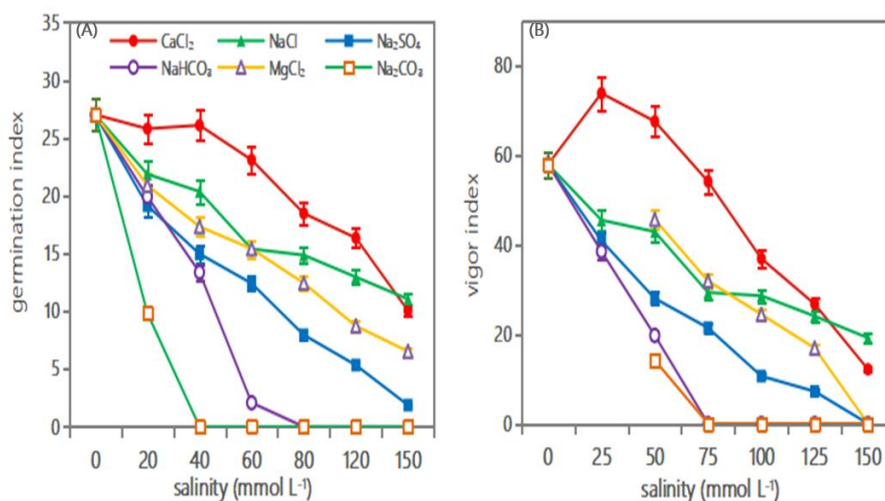 (A)
CaCl₂ NaCl Na₂SO₄
NaHCO₃ MgCl₂ Na₂CO₃
germination index
35
30
25
20
15
10
5
0
0 20 40 60 80 120 150
salinity (mmol L⁻¹)
(B)
vigor index
80
60
40
20
0
0 25 50 75 100 125 150
salinity (mmol L⁻¹)